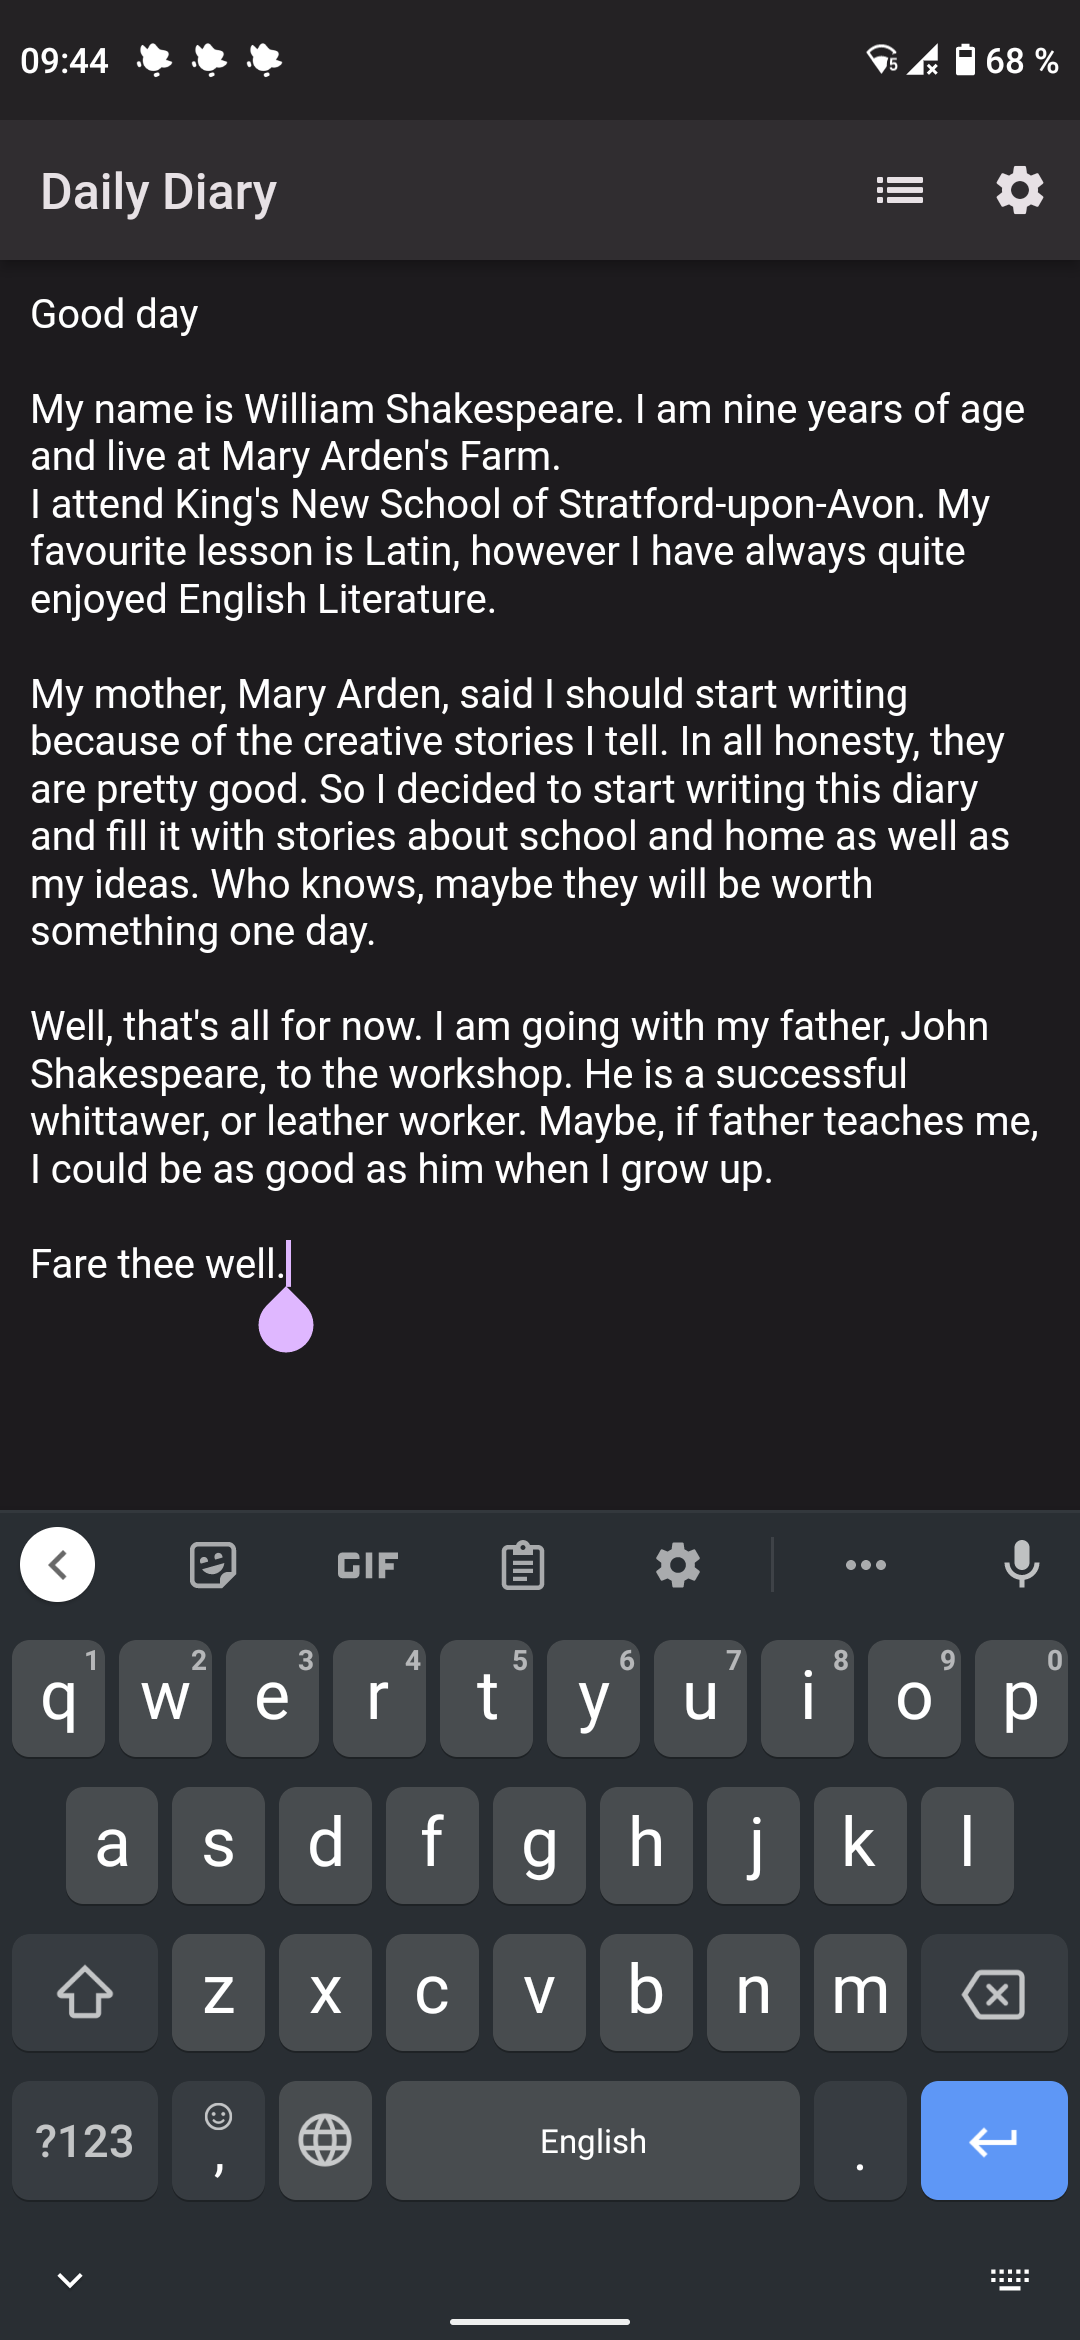 09:44 5 68 %
Daily Diary
Good day
My name is William Shakespeare. I am nine years of age
and live at Mary Arden's Farm.
I attend King's New School of Stratford-upon-Avon. My
favourite lesson is Latin, however I have always quite
enjoyed English Literature.
My mother, Mary Arden, said I should start writing
because of the creative stories I tell. In all honesty, they
are pretty good. So I decided to start writing this diary
and fill it with stories about school and home as well as
my ideas. Who knows, maybe they will be worth
something one day.
Well, that's all for now. I am going with my father, John
Shakespeare, to the workshop. He is a successful
whittawer, or leather worker. Maybe, if father teaches me,
I could be as good as him when I grow up.
Fare thee well.
GIF
q 1 w 2 e 3 r 4 t 5 y 6 u 7 i 8 o 9 p 0
a s d f g h j k l
z x c v b n m
?123 , English .